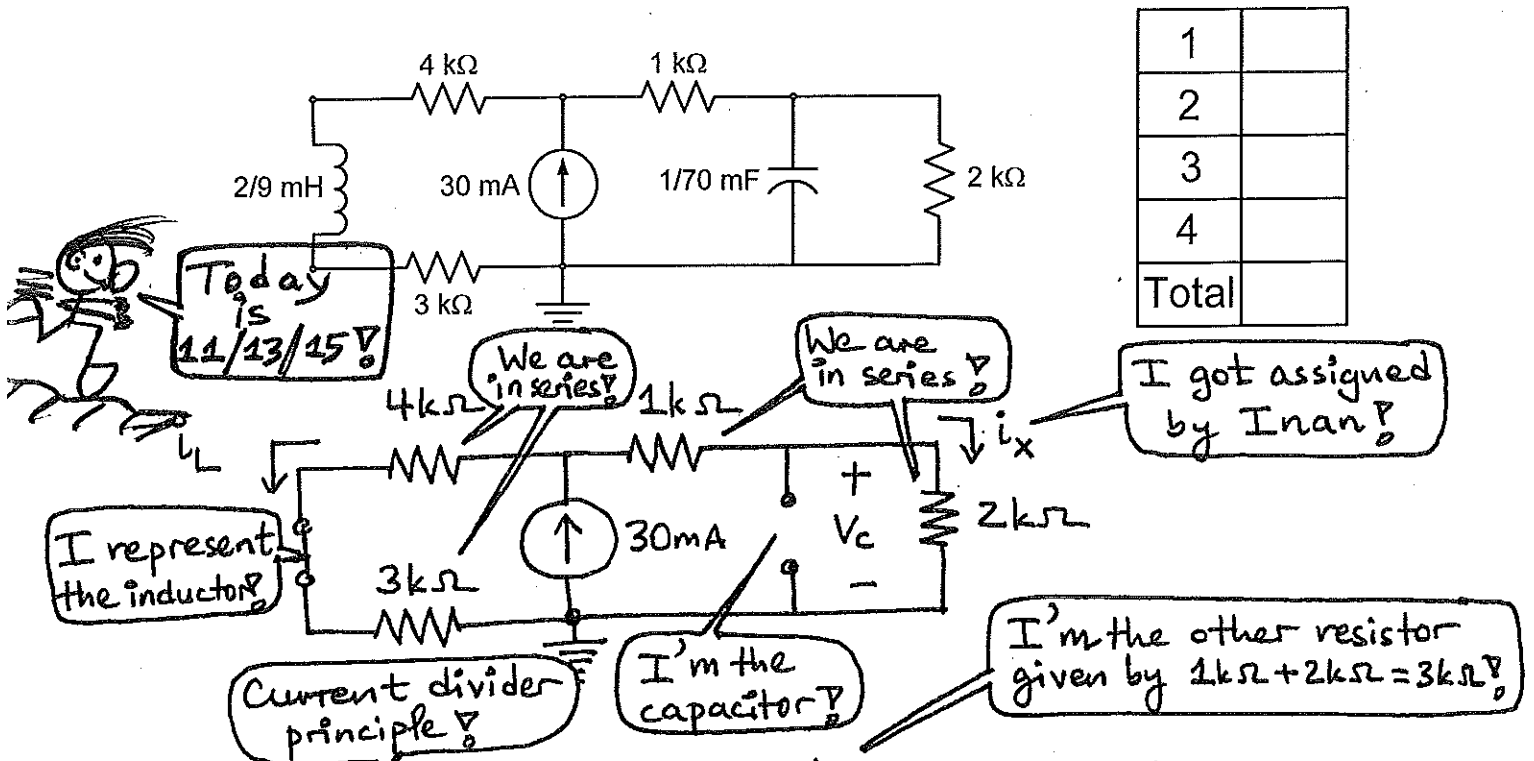 4 kΩ
1 kΩ
2/9 mH
30 mA
1/70 mF
2 kΩ
3 kΩ
1
2
3
4
Total
Today
is
11/13/15!
We are
in series!
We are
in series!
I got assigned
by Inan!
4kΩ
1kΩ
iL
ix
I represent
the inductor!
30mA
+
Vc
−
2kΩ
3kΩ
Current divider
principle!
I'm the
capacitor!
I'm the other resistor
given by 1kΩ+2kΩ=3kΩ!